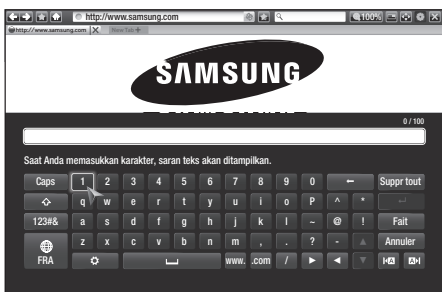 http://www.samsung.com 100%
http://www.samsung.com New Tab
SAMSUNG
0 / 100
Saat Anda memasukkan karakter, saran teks akan ditampilkan.
Caps 1 2 3 4 5 6 7 8 9 0 ← Suppr tout
q w e r t y u i o P ^ *
123#& a s d f g h j k l ~ @ ! Fait
z x c v b n m , . ? - Annuler
FRA www. .com /